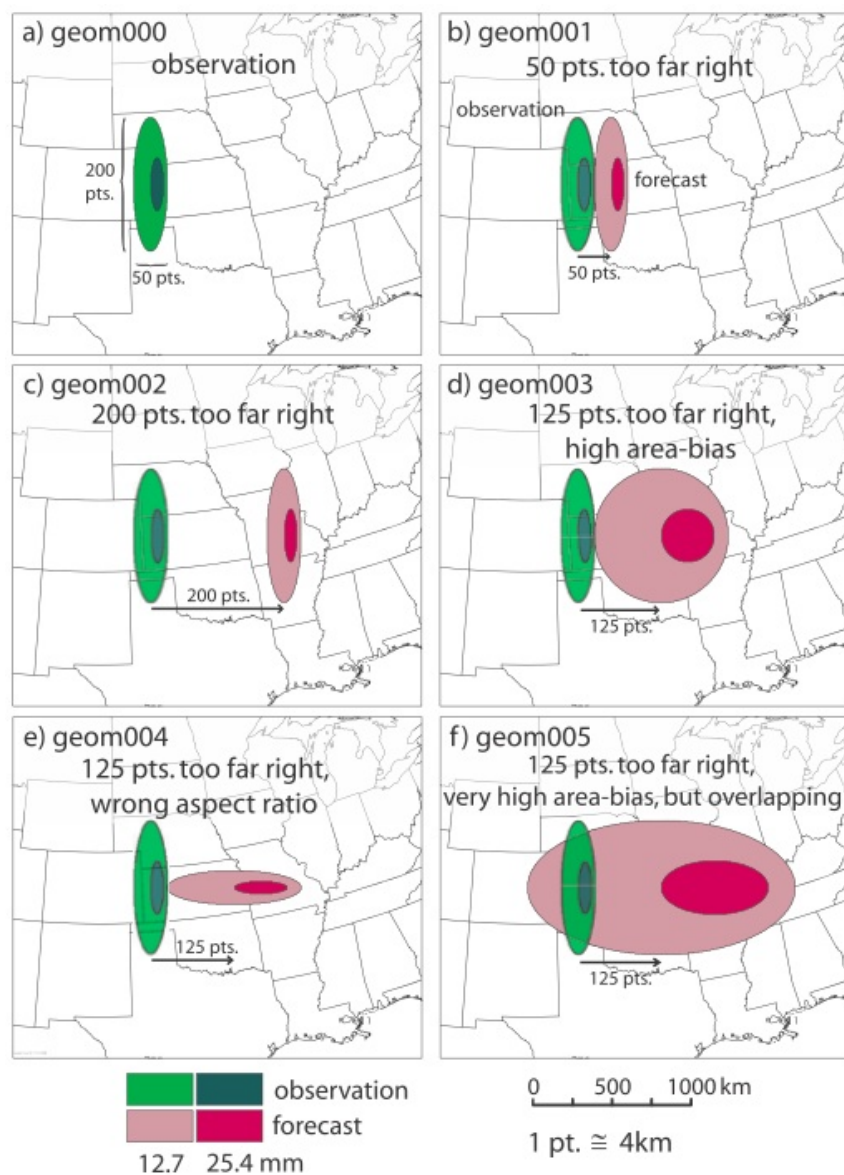 a) geom000
observation
200
pts.
50 pts.
b) geom001
50 pts. too far right
observation
forecast
50 pts.
c) geom002
200 pts. too far right
200 pts.
d) geom003
125 pts. too far right,
high area-bias
125 pts.
e) geom004
125 pts. too far right,
wrong aspect ratio
125 pts.
f) geom005
125 pts. too far right,
very high area-bias, but overlapping
125 pts.
observation
forecast
12.7 25.4 mm
0 500 1000 km
1 pt. ≅ 4km